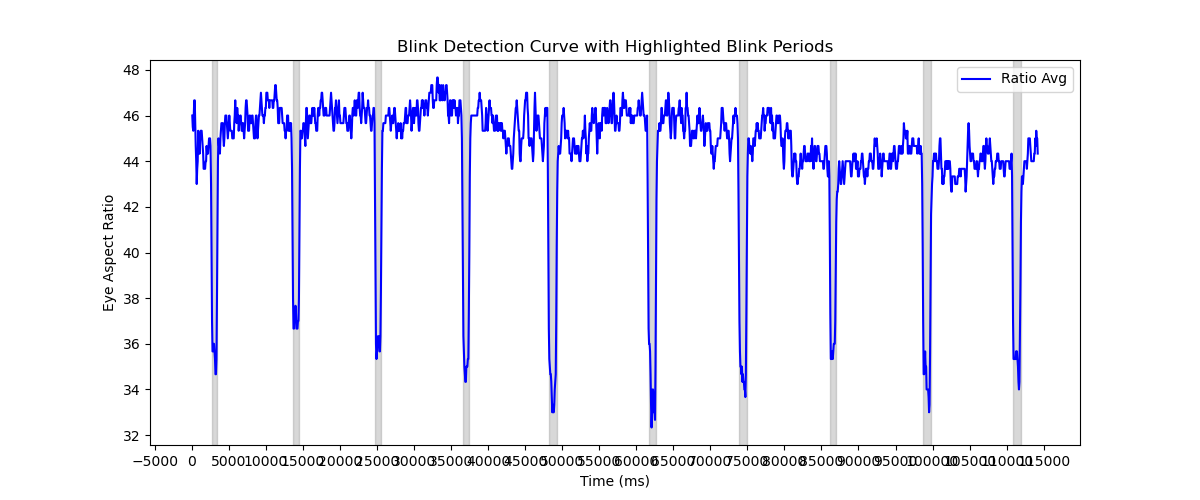 Blink Detection Curve with Highlighted Blink Periods
Ratio Avg
Eye Aspect Ratio
48
46
44
42
40
38
36
34
32
−5000 0 5000 10000 15000 20000 25000 30000 35000 40000 45000 50000 55000 60000 65000 70000 75000 80000 85000 90000 95000 100000 105000 110000 115000
Time (ms)